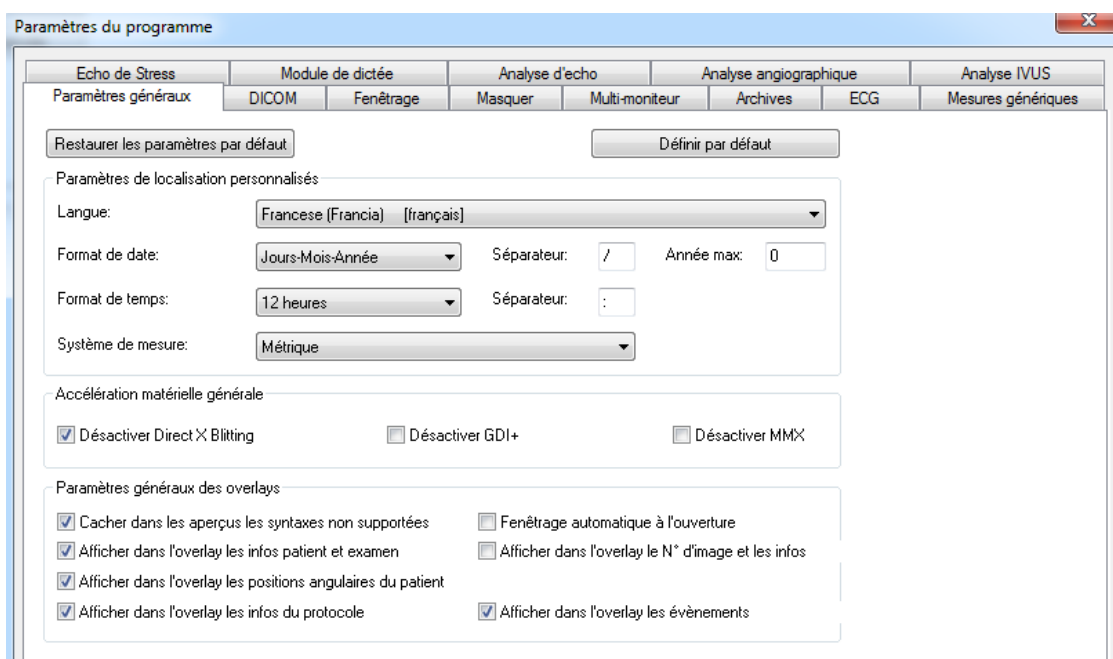 Paramètres du programme
Echo de Stress Module de dictée Analyse d'echo Analyse angiographique Analyse IVUS
Paramètres généraux DICOM Fenêtrage Masquer Multi-moniteur Archives ECG Mesures génériques
Restaurer les paramètres par défaut Définir par défaut
Paramètres de localisation personnalisés
Langue: Francese (Francia) [français]
Format de date: Jours-Mois-Année Séparateur: / Année max: 0
Format de temps: 12 heures Séparateur: :
Système de mesure: Métrique
Accélération matérielle générale
Désactiver Direct X Blitting Désactiver GDI+ Désactiver MMX
Paramètres généraux des overlays
Cacher dans les aperçus les syntaxes non supportées Fenêtrage automatique à l'ouverture
Afficher dans l'overlay les infos patient et examen Afficher dans l'overlay le N° d'image et les infos
Afficher dans l'overlay les positions angulaires du patient
Afficher dans l'overlay les infos du protocole Afficher dans l'overlay les évènements